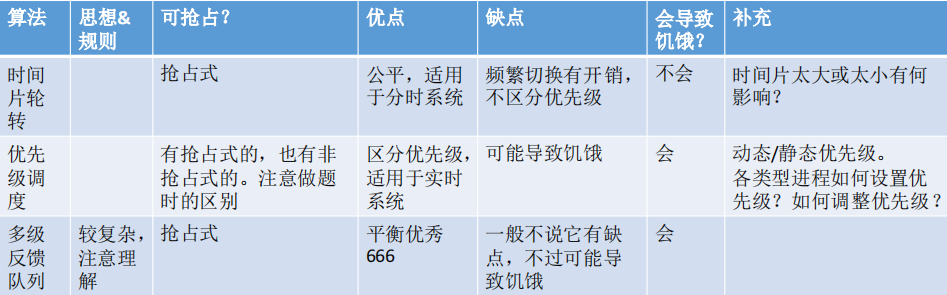 算法 思想& 可抢占？ 优点 缺点 会导致 补充
规则 饥饿？
时间 抢占式 公平，适用 频繁切换有开销， 不会 时间片太大或太小有何
片轮 于分时系统 不区分优先级 影响？
转
优先 有抢占式的，也有非 区分优先级， 可能导致饥饿 会 动态/静态优先级。
级调 抢占式的。注意做题 适用于实时 各类型进程如何设置优
度 时的区别 系统 先级？如何调整优先级？
多级 较复杂， 抢占式 平衡优秀 一般不说它有缺 会
反馈 注意理 666 点，不过可能导
队列 解 致饥饿